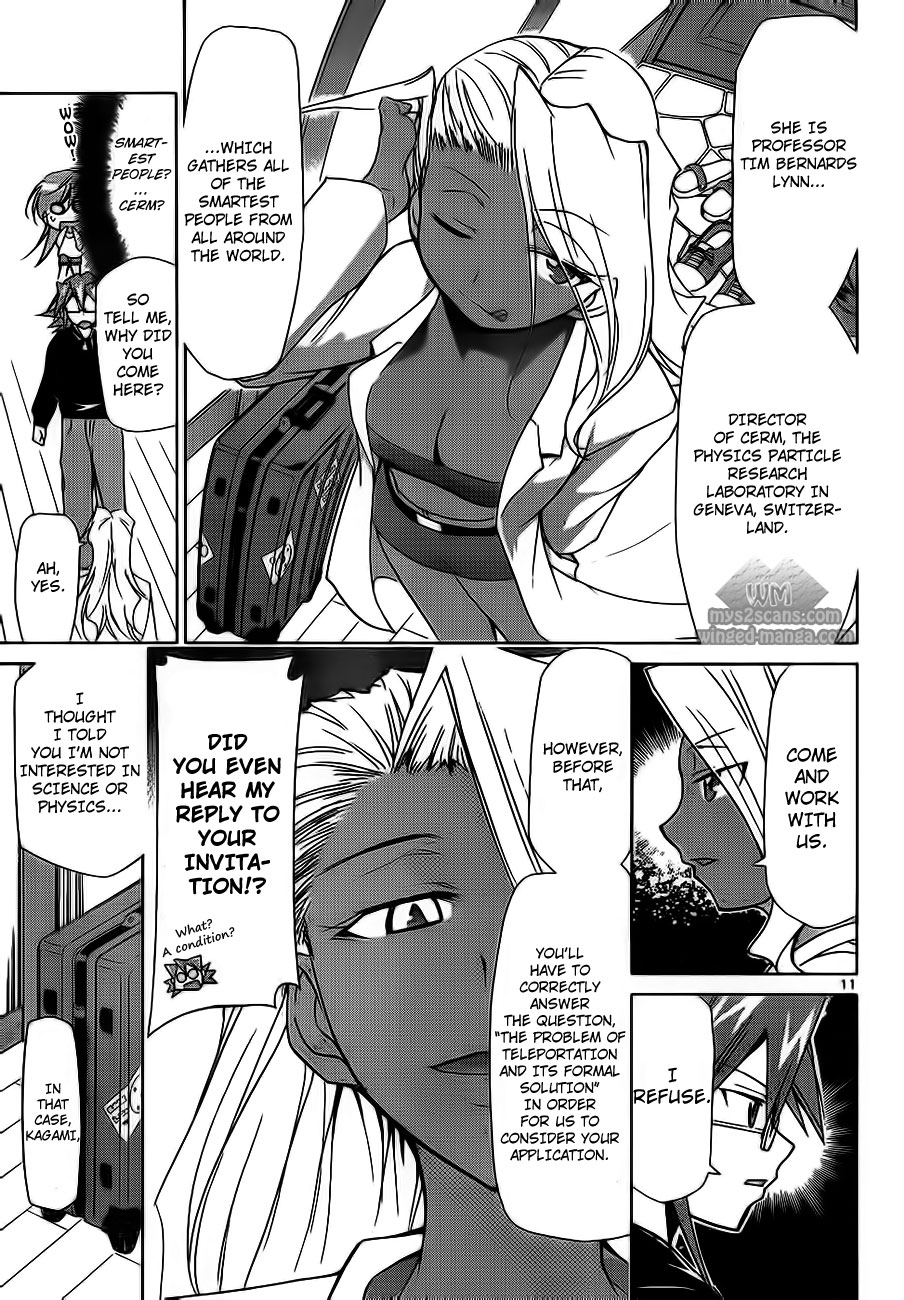 SHE IS
PROFESSOR
TIM BERNARDS
LYNN...
DIRECTOR
OF CERM, THE
PHYSICS PARTICLE
RESEARCH
LABORATORY IN
GENEVA, SWITZER-
LAND.
...WHICH
GATHERS ALL
OF THE
SMARTEST
PEOPLE FROM
ALL AROUND
THE WORLD.
WOW!
SMART-
EST
PEOPLE?
...
CERM?
SO
TELL ME,
WHY DID
YOU
COME
HERE?
AH,
YES.
WM
mys2scans.com
winged-manga.com
COME
AND
WORK
WITH
US.
11
I
REFUSE.
HOWEVER,
BEFORE
THAT,
YOU'LL
HAVE TO
CORRECTLY
ANSWER
THE QUESTION,
"THE PROBLEM OF
TELEPORTATION
AND ITS FORMAL
SOLUTION"
IN ORDER
FOR US TO
CONSIDER YOUR
APPLICATION.
DID
YOU EVEN
HEAR MY
REPLY TO
YOUR
INVITA-
TION!?
What?
A condition?
I
THOUGHT
I TOLD
YOU I'M NOT
INTERESTED IN
SCIENCE OR
PHYSICS...
IN
THAT
CASE,
KAGAMI,